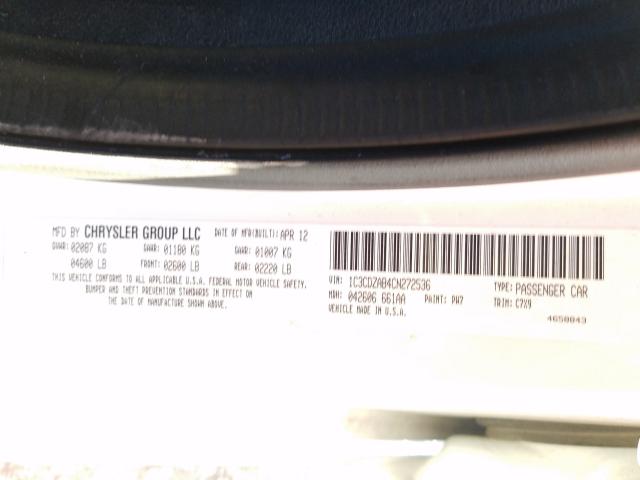 MFD BY CHRYSLER GROUP LLC DATE OF MFR(BUILT): APR 12
GVWR: 02087 KG GAWR: 01180 KG GAWR: 01007 KG
04600 LB FRONT: 02600 LB REAR: 02220 LB
THIS VEHICLE CONFORMS TO ALL APPLICABLE U.S.A. FEDERAL MOTOR VEHICLE SAFETY,
BUMPER AND THEFT PREVENTION STANDARDS IN EFFECT ON
THE DATE OF MANUFACTURE SHOWN ABOVE.
VIN: 1C3CDZAB4CN272536 TYPE: PASSENGER CAR
MDH: 042606 661AA PAINT: PW7 TRIM: C7X9
VEHICLE MADE IN U.S.A. 4658043